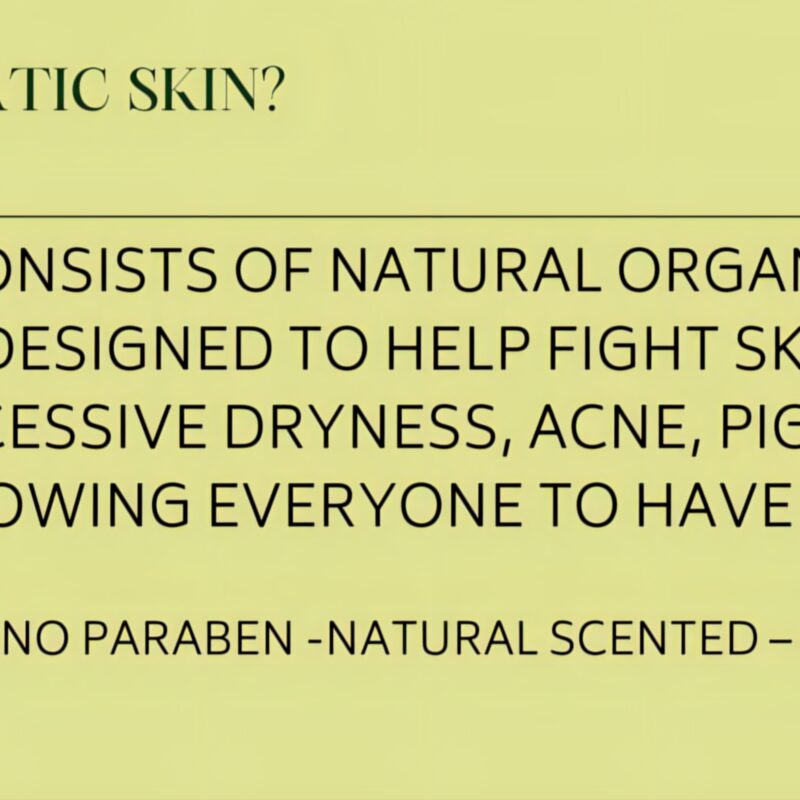 ATIC SKIN?
ONSISTS OF NATURAL ORGAN
DESIGNED TO HELP FIGHT SK
CESSIVE DRYNESS, ACNE, PIG
OWING EVERYONE TO HAVE
NO PARABEN -NATURAL SCENTED –